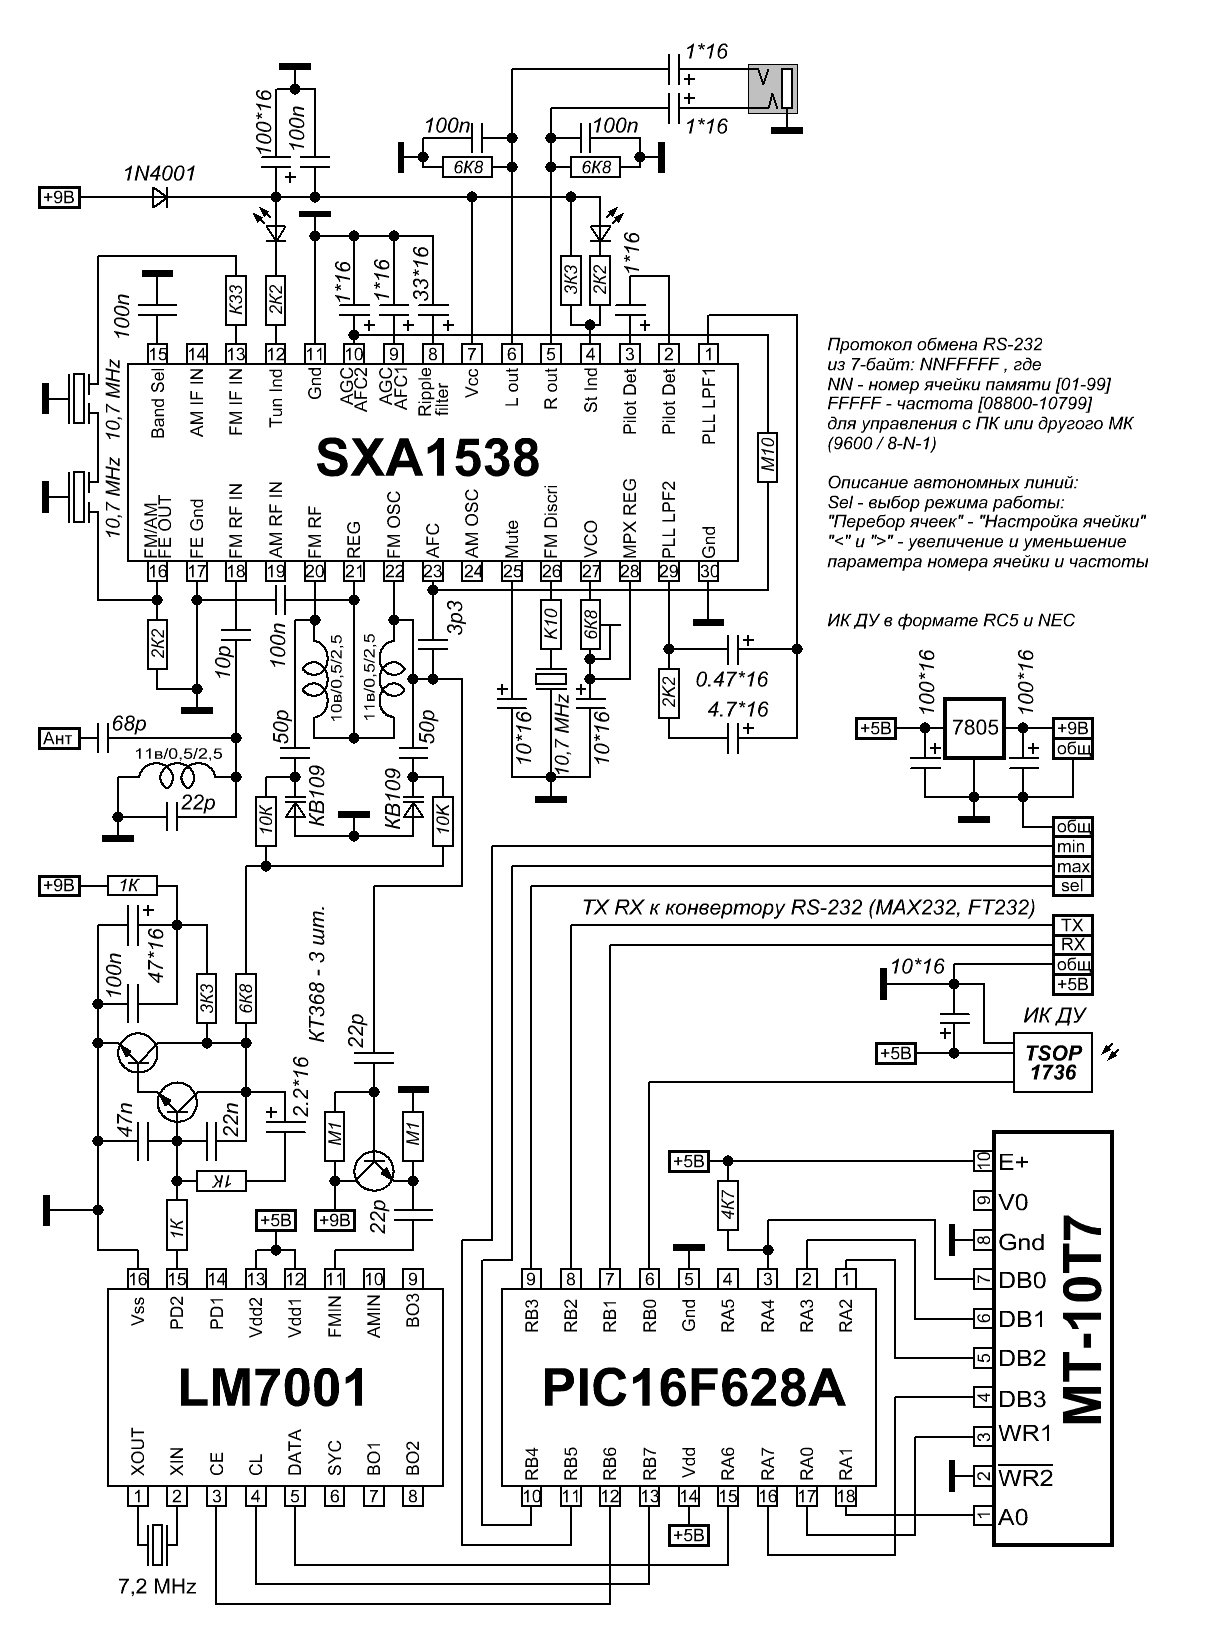 1*16
1*16
100*16
100n
100n
6K8
100n
6K8
1N4001
+9В
K33
2K2
1*16
1*16
33*16
3K3
2K2
1*16
100n
15 14 13 12 11 10 9 8 7 6 5 4 3 2 1
Band Sel
AM IF IN
FM IF IN
Tun Ind
Gnd
AGC
AFC2
AGC
AFC1
Ripple
filter
Vcc
L out
R out
St Ind
Pilot Det
Pilot Det
PLL LPF1
10,7 MHz
10,7 MHz
SXA1538
M10
FM/AM
FE OUT
FE Gnd
FM RF IN
AM RF IN
FM RF
REG
FM OSC
AFC
AM OSC
Mute
FM Discri
VCO
MPX REG
PLL LPF2
Gnd
16 17 18 19 20 21 22 23 24 25 26 27 28 29 30
Протокол обмена RS-232
из 7-байт: NNFFFFF , где
NN - номер ячейки памяти [01-99]
FFFFF - частота [08800-10799]
для управления с ПК или другого МК
(9600 / 8-N-1)
Описание автономных линий:
Sel - выбор режима работы:
"Перебор ячеек" - "Настройка ячейки"
"<" и ">" - увеличение и уменьшение
параметра номера ячейки и частоты
ИК ДУ в формате RC5 и NEC
2K2
10p
100n
10в/0,5/2,5
11в/0,5/2,5
3p3
K10
6K8
2K2
0.47*16
4.7*16
10*16
10,7 MHz
10*16
Ант
68p
11в/0,5/2,5
22p
50p
50p
КВ109
КВ109
10K
10K
100*16
100*16
+5В
7805
+9В
общ
общ
min
max
sel
TX RX к конвертору RS-232 (MAX232, FT232)
TX
RX
общ
+5В
10*16
ИК ДУ
+5В
TSOP
1736
+9В
1K
47*16
100n
3K3
6K8
КТ368 - 3 шт.
22p
2.2*16
47n
22n
1K
1K
M1
M1
+5В
+9В
22p
+5В
4K7
16 15 14 13 12 11 10 9
Vss
PD2
PD1
Vdd2
Vdd1
FMIN
AMIN
BO3
LM7001
XOUT
XIN
CE
CL
DATA
SYC
BO1
BO2
1 2 3 4 5 6 7 8
7,2 MHz
9 8 7 6 5 4 3 2 1
RB3
RB2
RB1
RB0
Gnd
RA5
RA4
RA3
RA2
PIC16F628A
RB4
RB5
RB6
RB7
Vdd
RA6
RA7
RA0
RA1
10 11 12 13 14 15 16 17 18
+5В
10 E+
9 V0
8 Gnd
7 DB0
6 DB1
5 DB2
4 DB3
3 WR1
2 WR2
1 A0
MT-10T7